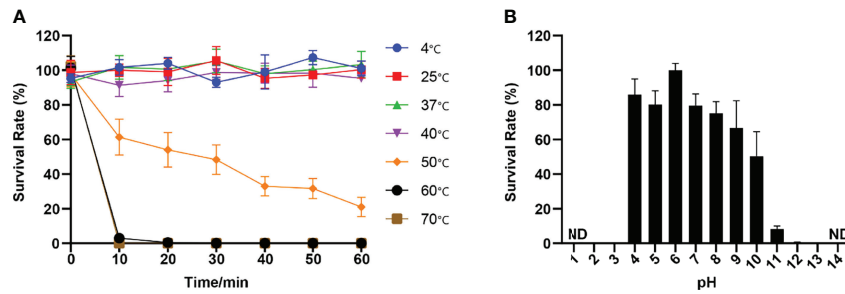 A
Survival Rate (%)
120
100
80
60
40
20
0
0 10 20 30 40 50 60
Time/min
4°C
25°C
37°C
40°C
50°C
60°C
70°C
B
Survival Rate (%)
120
100
80
60
40
20
0
ND ND
1 2 3 4 5 6 7 8 9 10 11 12 13 14
pH